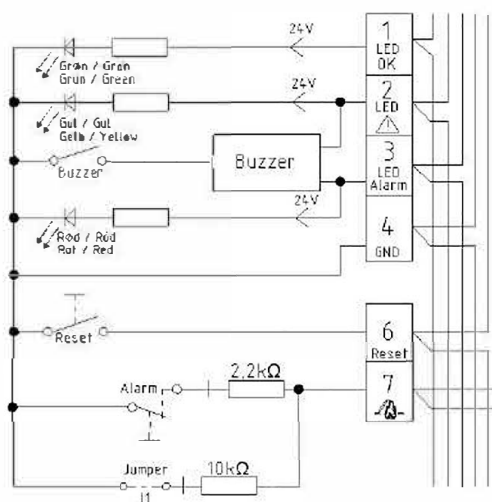 24V
1
LED
OK
Grøn / Grön
Grün / Green
24V
2
LED
Gul / Gul
Gelb / Yellow
Buzzer
Buzzer
3
LED
Alarm
24V
Rød / Röd
Rot / Red
4
GND
Reset
6
Reset
Alarm
2,2kΩ
7
Jumper
J1
10kΩ